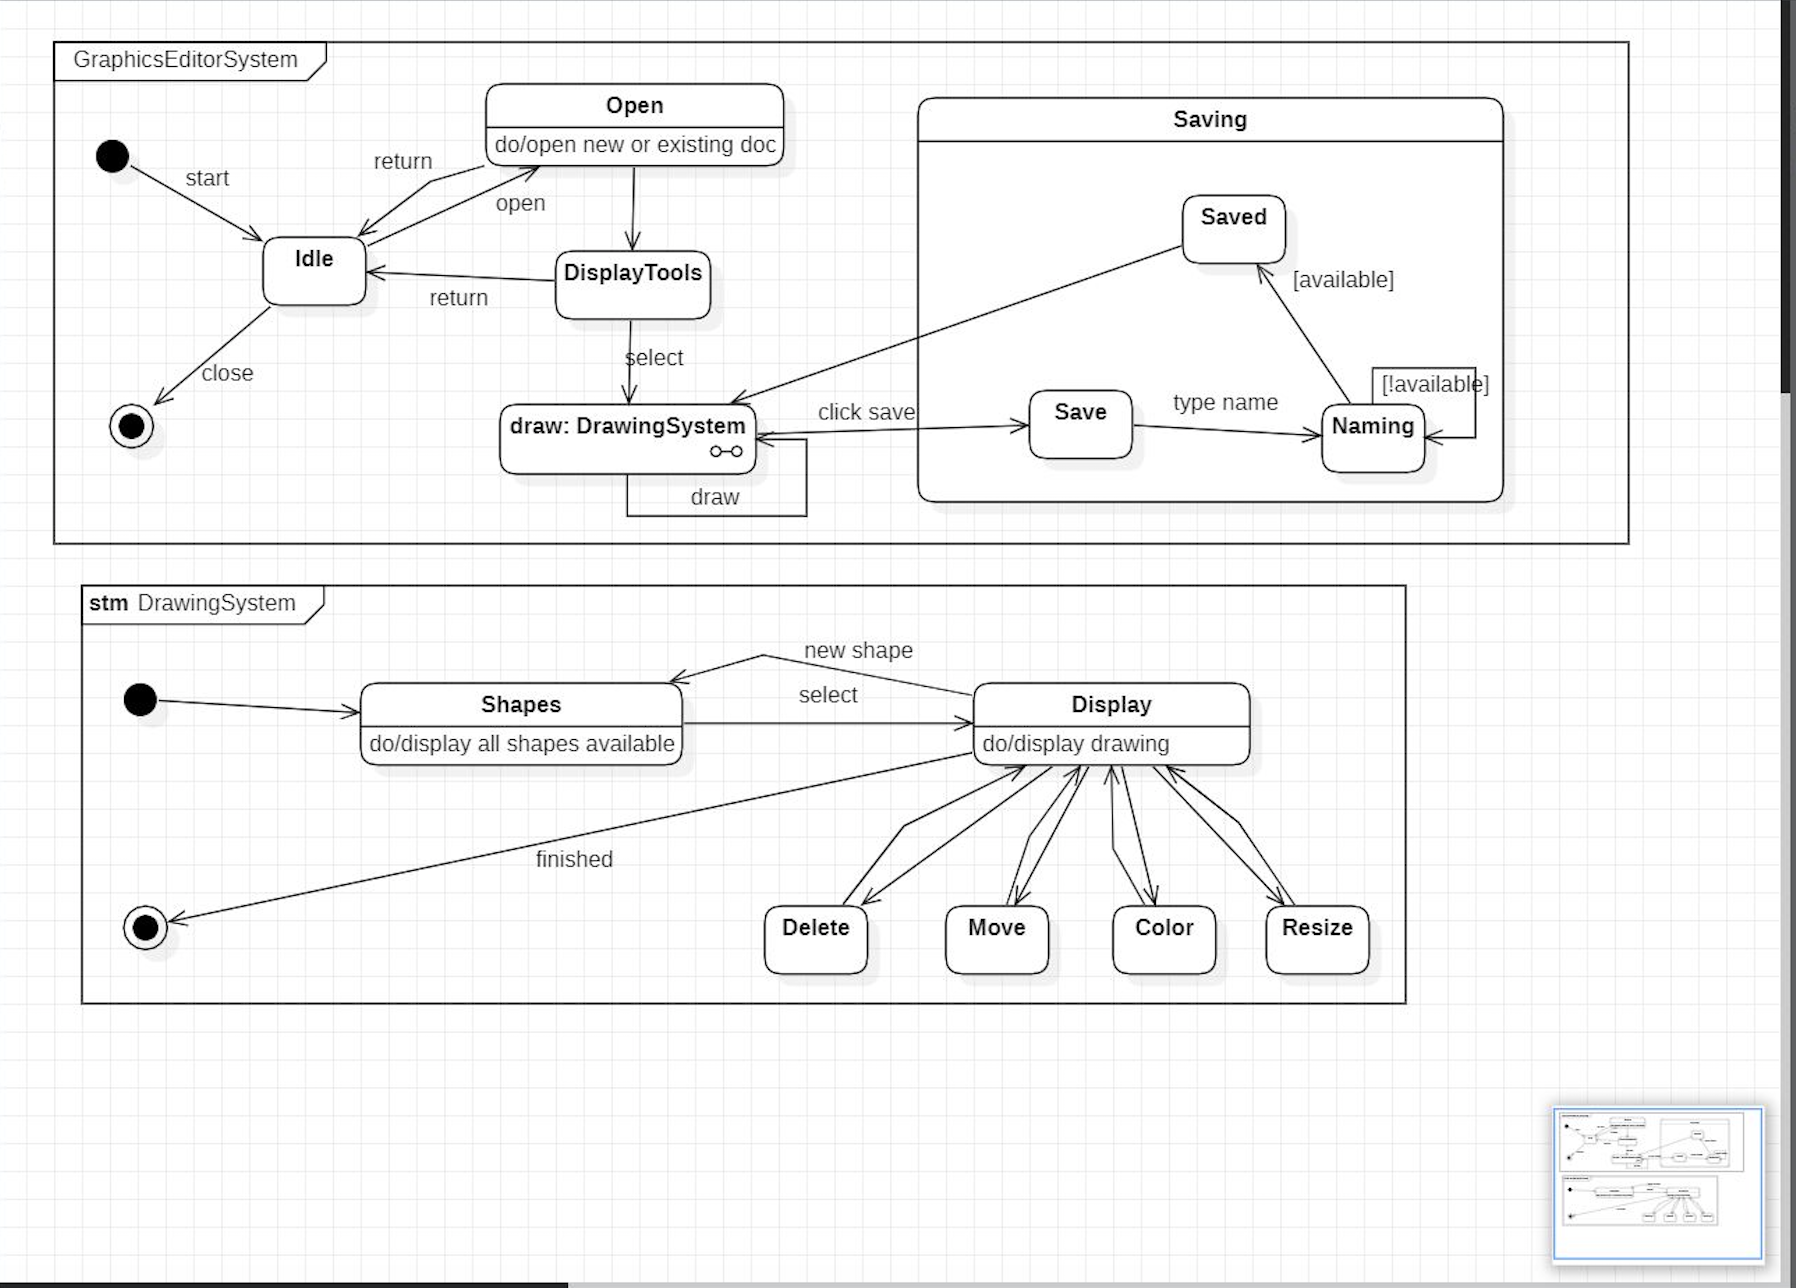 GraphicsEditorSystem
Open
do/open new or existing doc
Saving
return
start
open
Saved
Idle
DisplayTools
[available]
return
select
close
[!available]
click save
type name
draw: DrawingSystem
Save
Naming
draw
stm DrawingSystem
new shape
select
Shapes
do/display all shapes available
Display
do/display drawing
finished
Delete
Move
Color
Resize